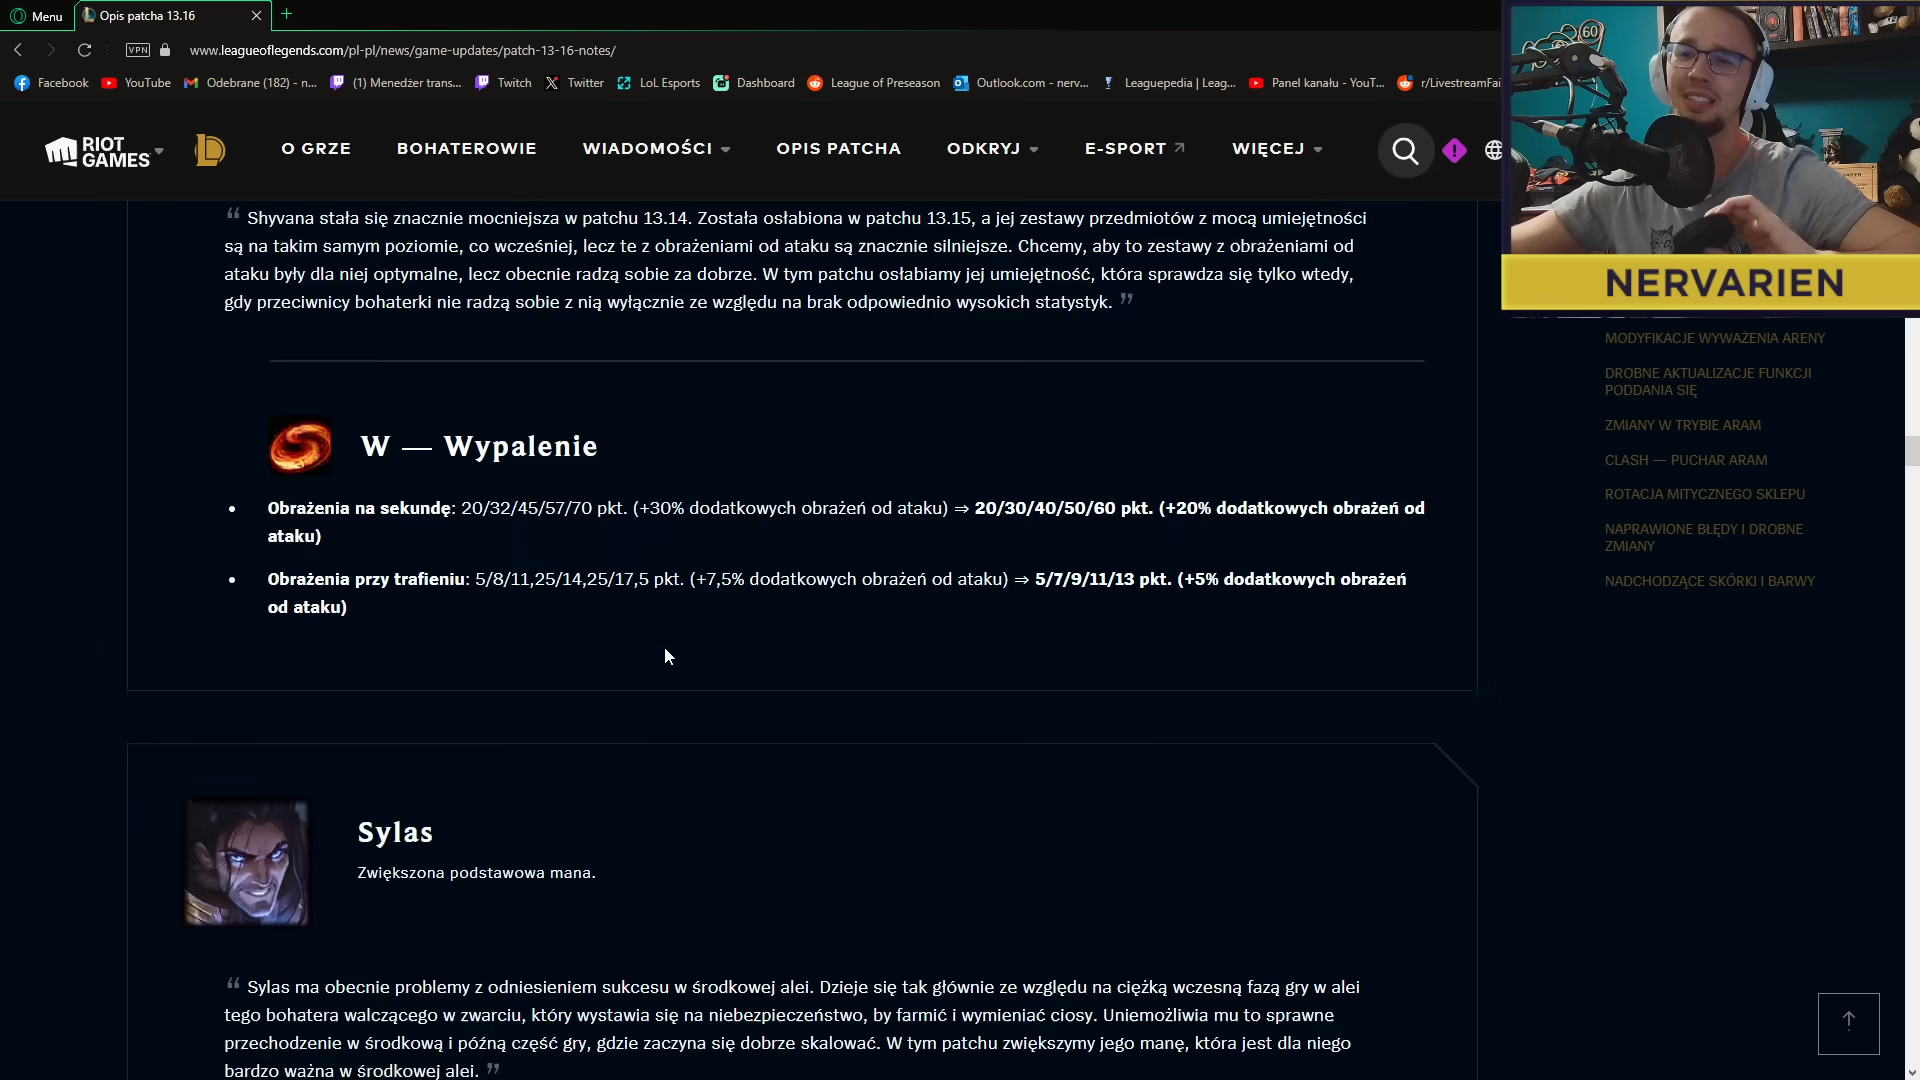 Menu
Opis patcha 13.16
VPN
www.leagueoflegends.com/pl-pl/news/game-updates/patch-13-16-notes/
Facebook
YouTube
Odebrane (182) - n...
(1) Menedżer trans...
Twitch
Twitter
LoL Esports
Dashboard
League of Preseason
Outlook.com - nerv...
Leaguepedia | Leag...
Panel kanału - YouT...
r/LivestreamFai
RIOT
GAMES
O GRZE
BOHATEROWIE
WIADOMOŚCI
OPIS PATCHA
ODKRYJ
E-SPORT
WIĘCEJ
60
NERVARIEN
“ Shyvana stała się znacznie mocniejsza w patchu 13.14. Została osłabiona w patchu 13.15, a jej zestawy przedmiotów z mocą umiejętności
są na takim samym poziomie, co wcześniej, lecz te z obrażeniami od ataku są znacznie silniejsze. Chcemy, aby to zestawy z obrażeniami od
ataku były dla niej optymalne, lecz obecnie radzą sobie za dobrze. W tym patchu osłabiamy jej umiejętność, która sprawdza się tylko wtedy,
gdy przeciwnicy bohaterki nie radzą sobie z nią wyłącznie ze względu na brak odpowiednio wysokich statystyk. ”
W — Wypalenie
• Obrażenia na sekundę: 20/32/45/57/70 pkt. (+30% dodatkowych obrażeń od ataku) ⇒ 20/30/40/50/60 pkt. (+20% dodatkowych obrażeń od
ataku)
• Obrażenia przy trafieniu: 5/8/11,25/14,25/17,5 pkt. (+7,5% dodatkowych obrażeń od ataku) ⇒ 5/7/9/11/13 pkt. (+5% dodatkowych obrażeń
od ataku)
Sylas
Zwiększona podstawowa mana.
“ Sylas ma obecnie problemy z odniesieniem sukcesu w środkowej alei. Dzieje się tak głównie ze względu na ciężką wczesną fazą gry w alei
tego bohatera walczącego w zwarciu, który wystawia się na niebezpieczeństwo, by farmić i wymieniać ciosy. Uniemożliwia mu to sprawne
przechodzenie w środkową i późną część gry, gdzie zaczyna się dobrze skalować. W tym patchu zwiększymy jego manę, która jest dla niego
bardzo ważna w środkowej alei. ”
MODYFIKACJE WYWAŻENIA ARENY
DROBNE AKTUALIZACJE FUNKCJI
PODDANIA SIĘ
ZMIANY W TRYBIE ARAM
CLASH — PUCHAR ARAM
ROTACJA MITYCZNEGO SKLEPU
NAPRAWIONE BŁĘDY I DROBNE
ZMIANY
NADCHODZĄCE SKÓRKI I BARWY